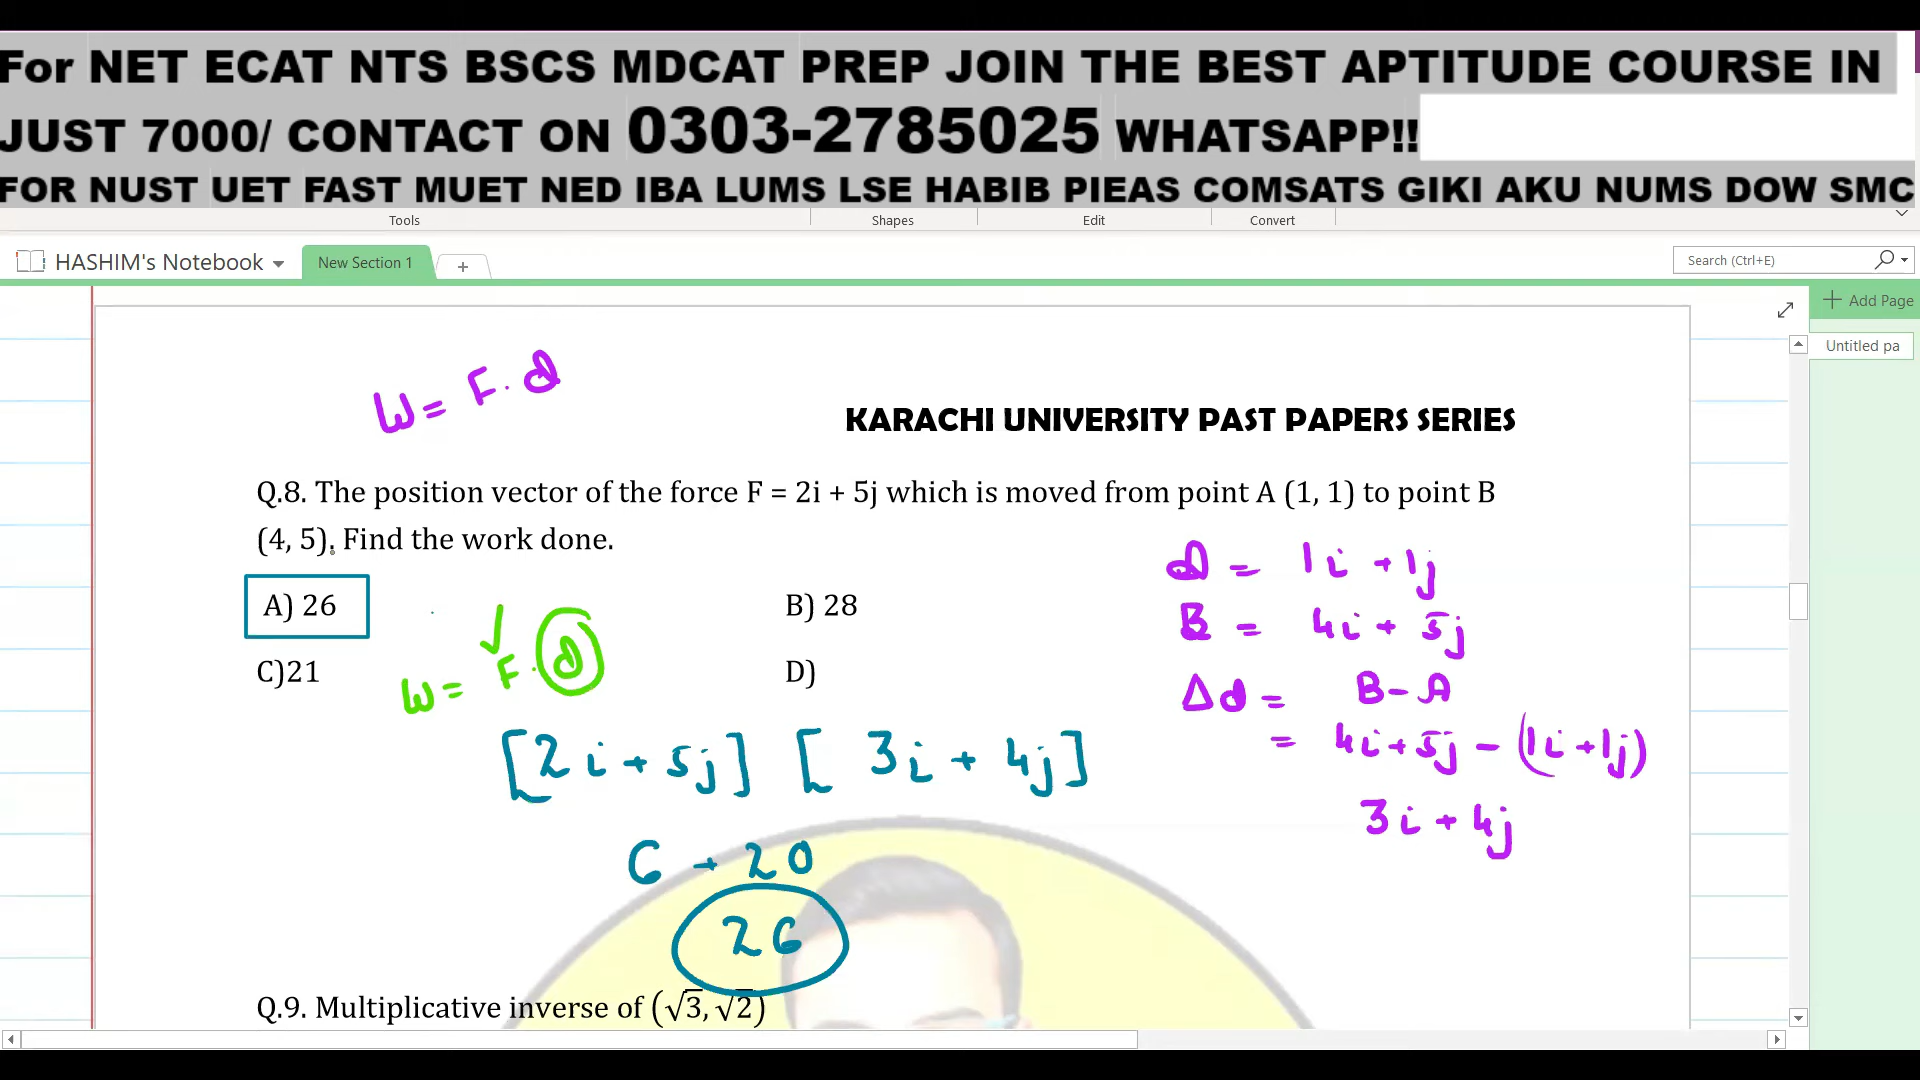 For NET ECAT NTS BSCS MDCAT PREP JOIN THE BEST APTITUDE COURSE IN
JUST 7000/ CONTACT ON 0303-2785025 WHATSAPP!!
FOR NUST UET FAST MUET NED IBA LUMS LSE HABIB PIEAS COMSATS GIKI AKU NUMS DOW SMC
Tools Shapes Edit Convert
HASHIM's Notebook New Section 1 + Search (Ctrl+E)
Add Page
Untitled pa
W = F . d
KARACHI UNIVERSITY PAST PAPERS SERIES
Q.8. The position vector of the force F = 2i + 5j which is moved from point A (1, 1) to point B
(4, 5). Find the work done.
A) 26 B) 28
C)21 D)
W = F . d
A = 1i + 1j
B = 4i + 5j
Δd = B - A
= 4i + 5j - (1i + 1j)
3i + 4j
[2i + 5j] [3i + 4j]
6 + 20
26
Q.9. Multiplicative inverse of (√3, √2)